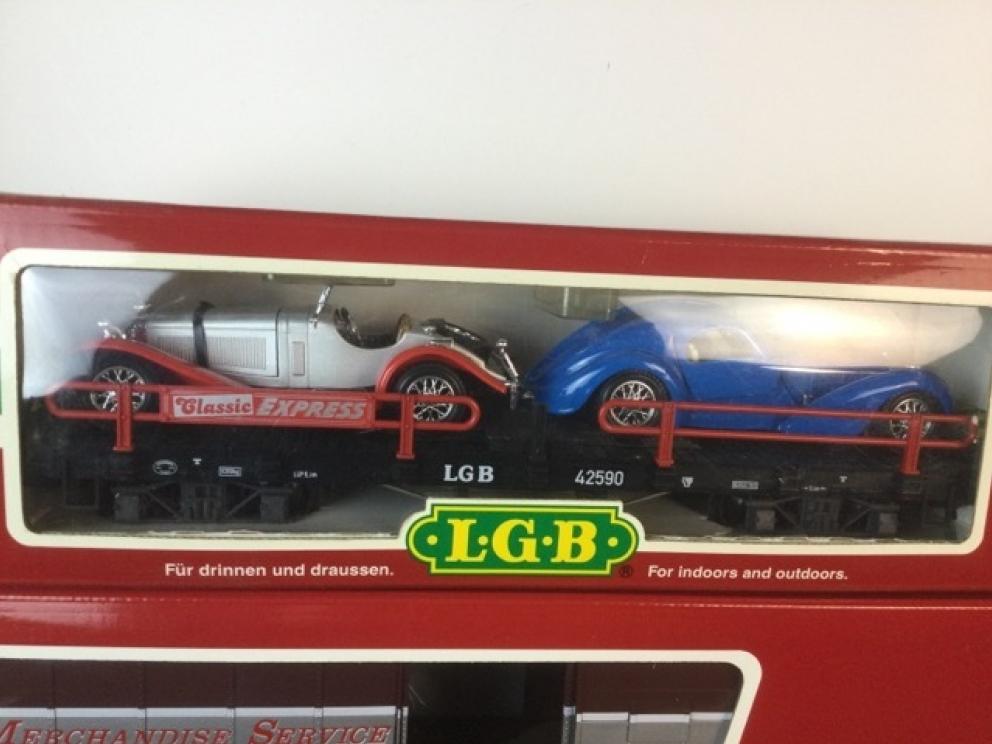 Classic EXPRESS
LGB
42590
L·G·B
®
Für drinnen und draussen.
For indoors and outdoors.
MERCHANDISE SERVICE